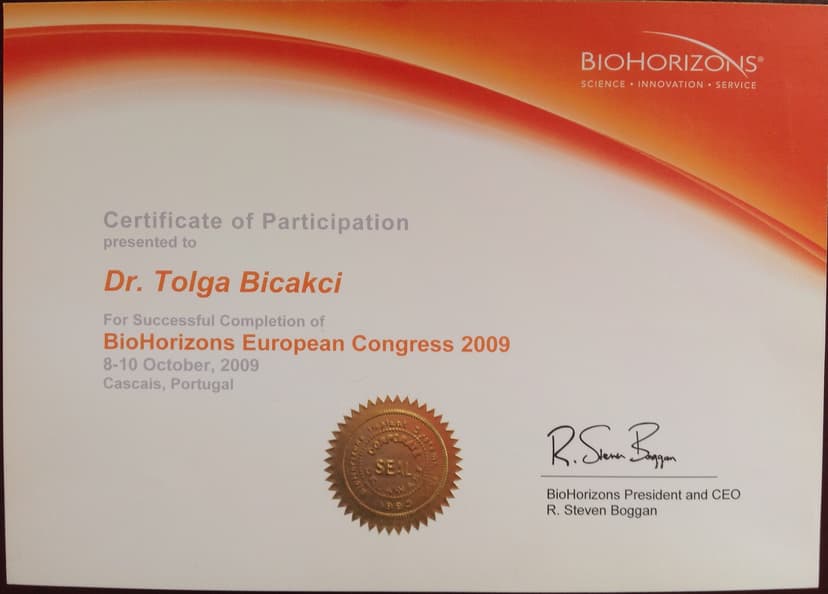 BIOHORIZONS®
SCIENCE • INNOVATION • SERVICE
Certificate of Participation
presented to
Dr. Tolga Bicakci
For Successful Completion of
BioHorizons European Congress 2009
8-10 October, 2009
Cascais, Portugal
CORPORATE
SEAL
R. Steven Boggan
BioHorizons President and CEO
R. Steven Boggan